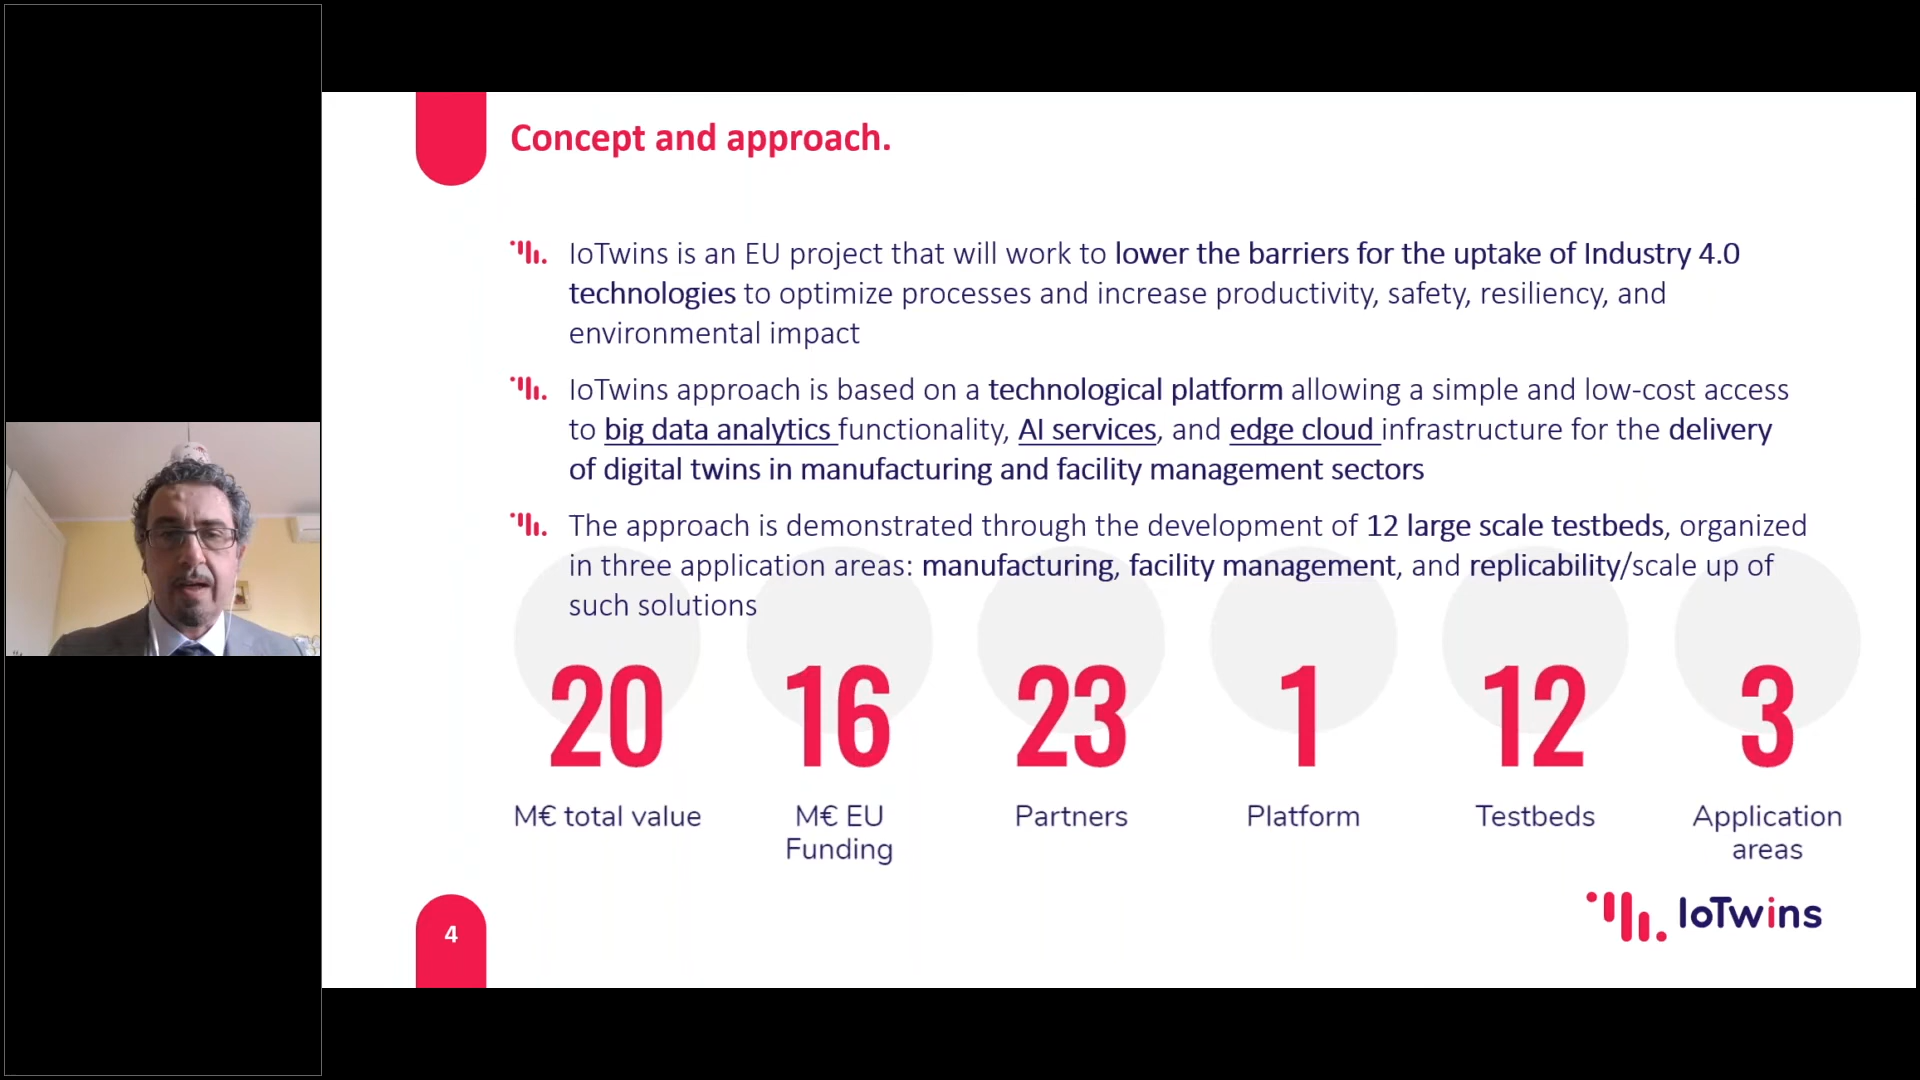 Concept and approach.
IoTwins is an EU project that will work to lower the barriers for the uptake of Industry 4.0
technologies to optimize processes and increase productivity, safety, resiliency, and
environmental impact
IoTwins approach is based on a technological platform allowing a simple and low-cost access
to big data analytics functionality, AI services, and edge cloud infrastructure for the delivery
of digital twins in manufacturing and facility management sectors
The approach is demonstrated through the development of 12 large scale testbeds, organized
in three application areas: manufacturing, facility management, and replicability/scale up of
such solutions
20 16 23 1 12 3
M€ total value M€ EU Partners Platform Testbeds Application
Funding areas
4
IoTwins